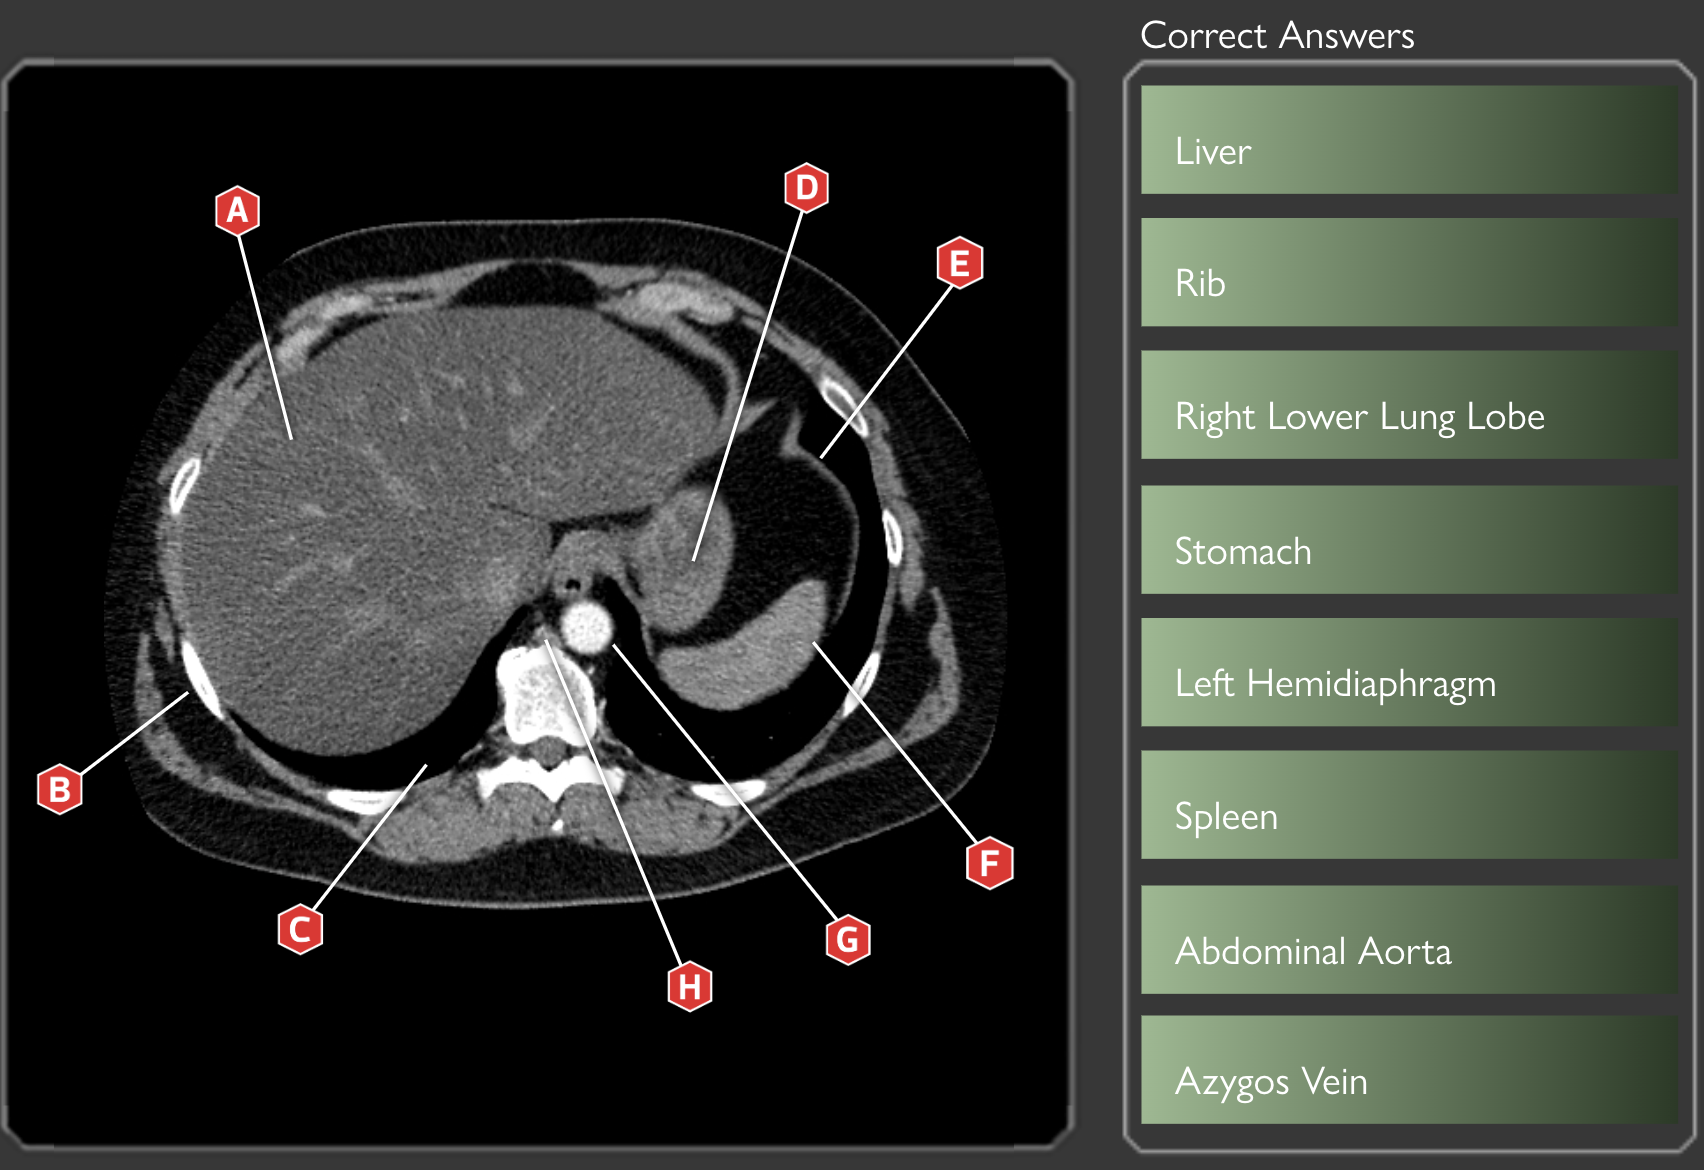 Correct Answers
A
D
E
B
C
F
G
H
Liver
Rib
Right Lower Lung Lobe
Stomach
Left Hemidiaphragm
Spleen
Abdominal Aorta
Azygos Vein